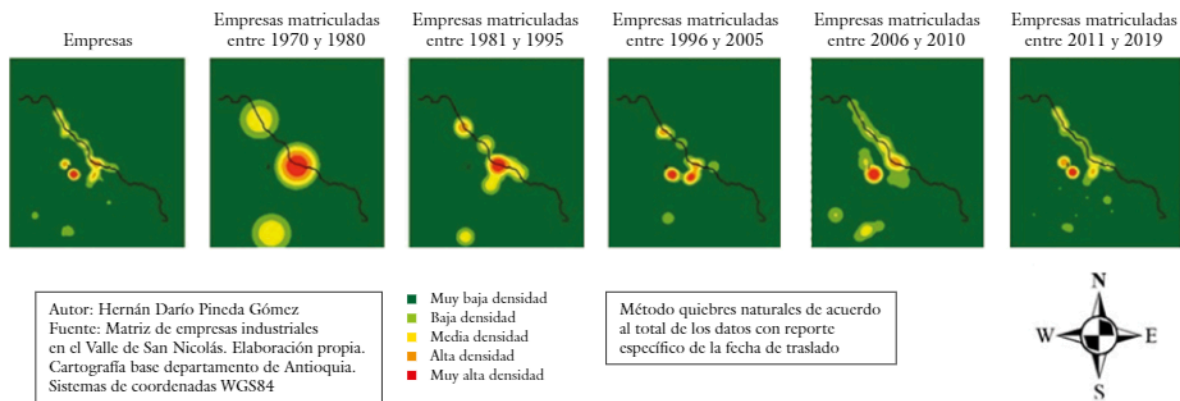 Empresas
Empresas matriculadas
entre 1970 y 1980
Empresas matriculadas
entre 1981 y 1995
Empresas matriculadas
entre 1996 y 2005
Empresas matriculadas
entre 2006 y 2010
Empresas matriculadas
entre 2011 y 2019
Autor: Hernán Darío Pineda Gómez
Fuente: Matriz de empresas industriales
en el Valle de San Nicolás. Elaboración propia.
Cartografía base departamento de Antioquia.
Sistemas de coordenadas WGS84
Muy baja densidad
Baja densidad
Media densidad
Alta densidad
Muy alta densidad
Método quiebres naturales de acuerdo
al total de los datos con reporte
específico de la fecha de traslado
N
W E
S